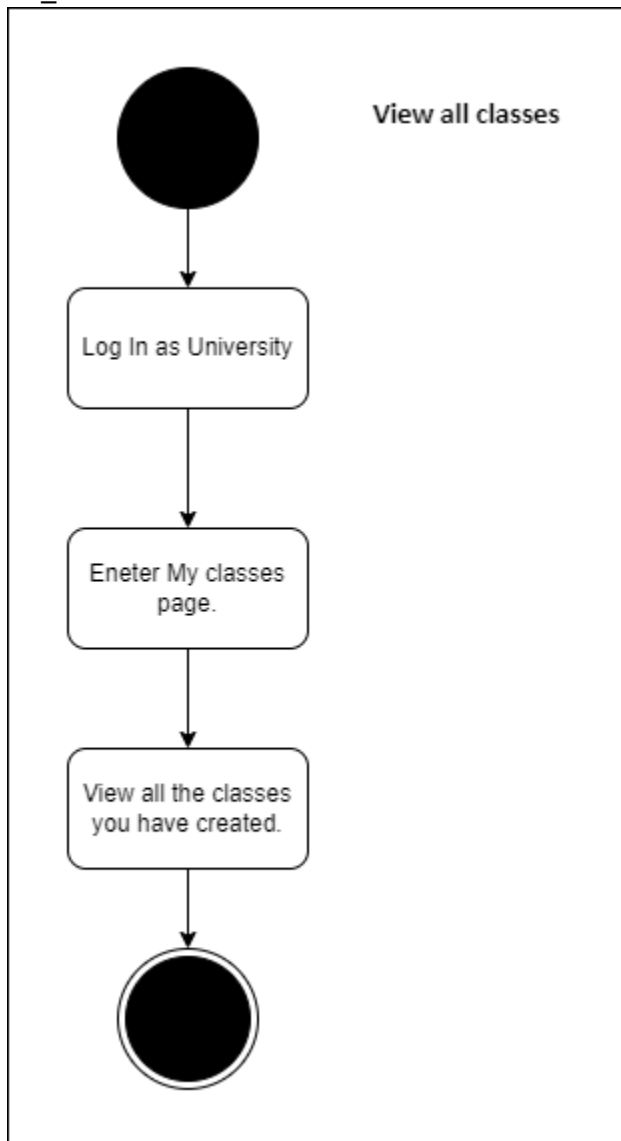 View all classes
Log In as University
Eneter My classes
page.
View all the classes
you have created.